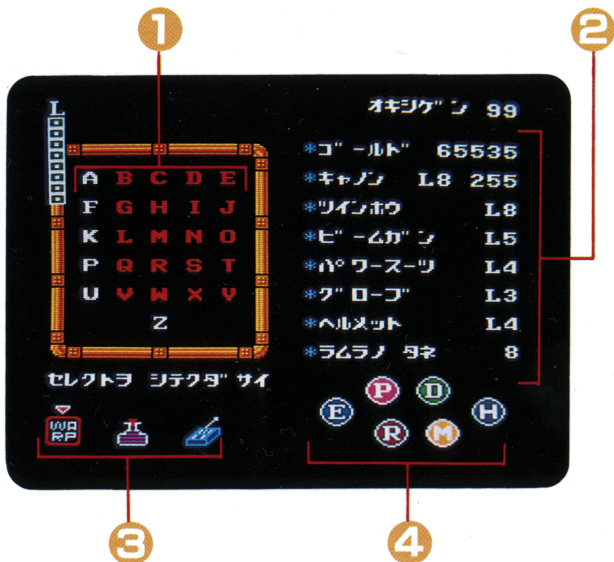 1
2
L
オキシゲン 99
A B C D E
F G H I J
K L M N O
P Q R S T
U V W X Y
Z
*ゴールド 65535
*キャノン L8 255
*ツインホウ L8
*ビームガン L5
*パワースーツ L4
*グローブ L3
*ヘルメット L4
*ラムラノ タネ 8
セレクトヲ シテクダサイ
WARP
E P D H R M
3
4